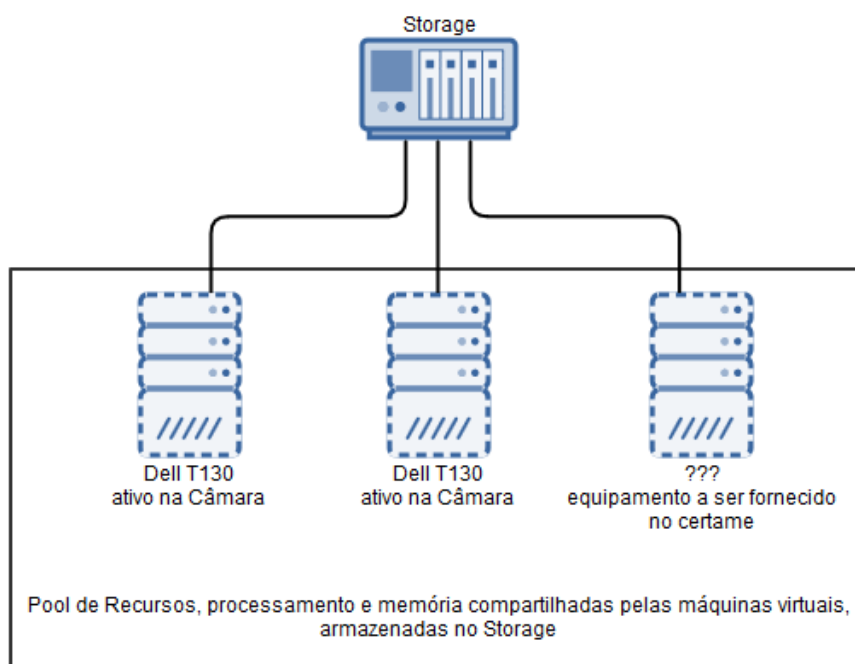 Storage
Dell T130
ativo na Câmara
Dell T130
ativo na Câmara
???
equipamento a ser fornecido
no certame
Pool de Recursos, processamento e memória compartilhadas pelas máquinas virtuais,
armazenadas no Storage